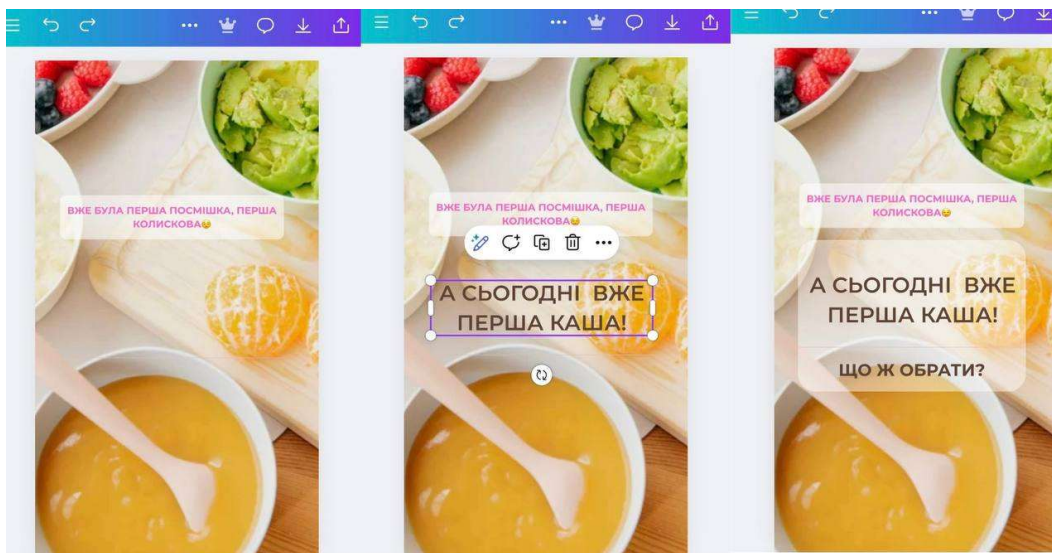 ВЖЕ БУЛА ПЕРША ПОСМІШКА, ПЕРША
КОЛИСКОВА😌
ВЖЕ БУЛА ПЕРША ПОСМІШКА, ПЕРША
КОЛИСКОВА😌
А СЬОГОДНІ ВЖЕ
ПЕРША КАША!
ВЖЕ БУЛА ПЕРША ПОСМІШКА, ПЕРША
КОЛИСКОВА😌
А СЬОГОДНІ ВЖЕ
ПЕРША КАША!
ЩО Ж ОБРАТИ?